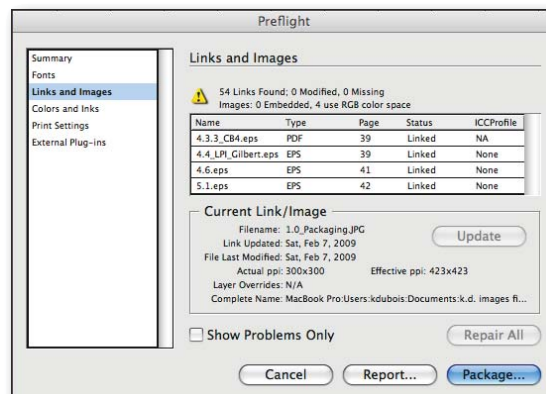 Preflight
Summary
Fonts
Links and Images
Colors and Inks
Print Settings
External Plug-ins
Links and Images
54 Links Found; 0 Modified, 0 Missing
Images: 0 Embedded, 4 use RGB color space
Name Type Page Status ICCProfile
4.3.3_CB4.eps PDF 39 Linked NA
4.4_LPI_Gilbert.eps EPS 39 Linked None
4.6.eps EPS 41 Linked None
5.1.eps EPS 42 Linked None
Current Link/Image
Filename: 1.0_Packaging.JPG
Update
Link Updated: Sat, Feb 7, 2009
File Last Modified: Sat, Feb 7, 2009
Actual ppi: 300x300 Effective ppi: 423x423
Layer Overrides: N/A
Complete Name: MacBook Pro:Users:kdubois:Documents:k.d. images fi...
Show Problems Only Repair All
Cancel Report... Package...